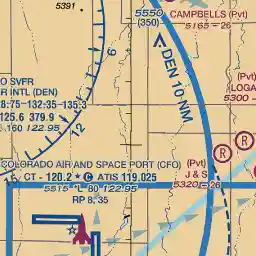 5391
5550
(350)
CAMPBELLS (Pvt)
5165 - 26
DEN 10 NM
6
O SVFR
R INTL (DEN)
LOGA
5300
28.75-132:35-135.3
125.6 379.9
160 122.95
12
R
R
COLORADO AIR AND SPACE PORT (CFO)
15
CT - 120.2 C ATIS 119.025
5515 *L 80 122.95
RP 8, 35
(Pvt)
J & S
5320 - 26